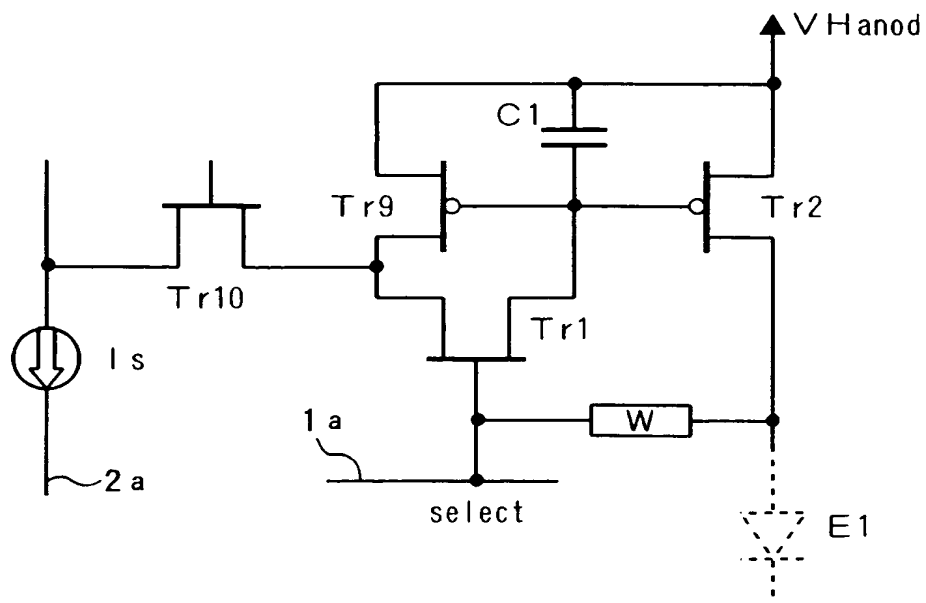 VHanod
C1
Tr9
Tr2
Tr10
Tr1
Is
W
1a
2a
select
E1